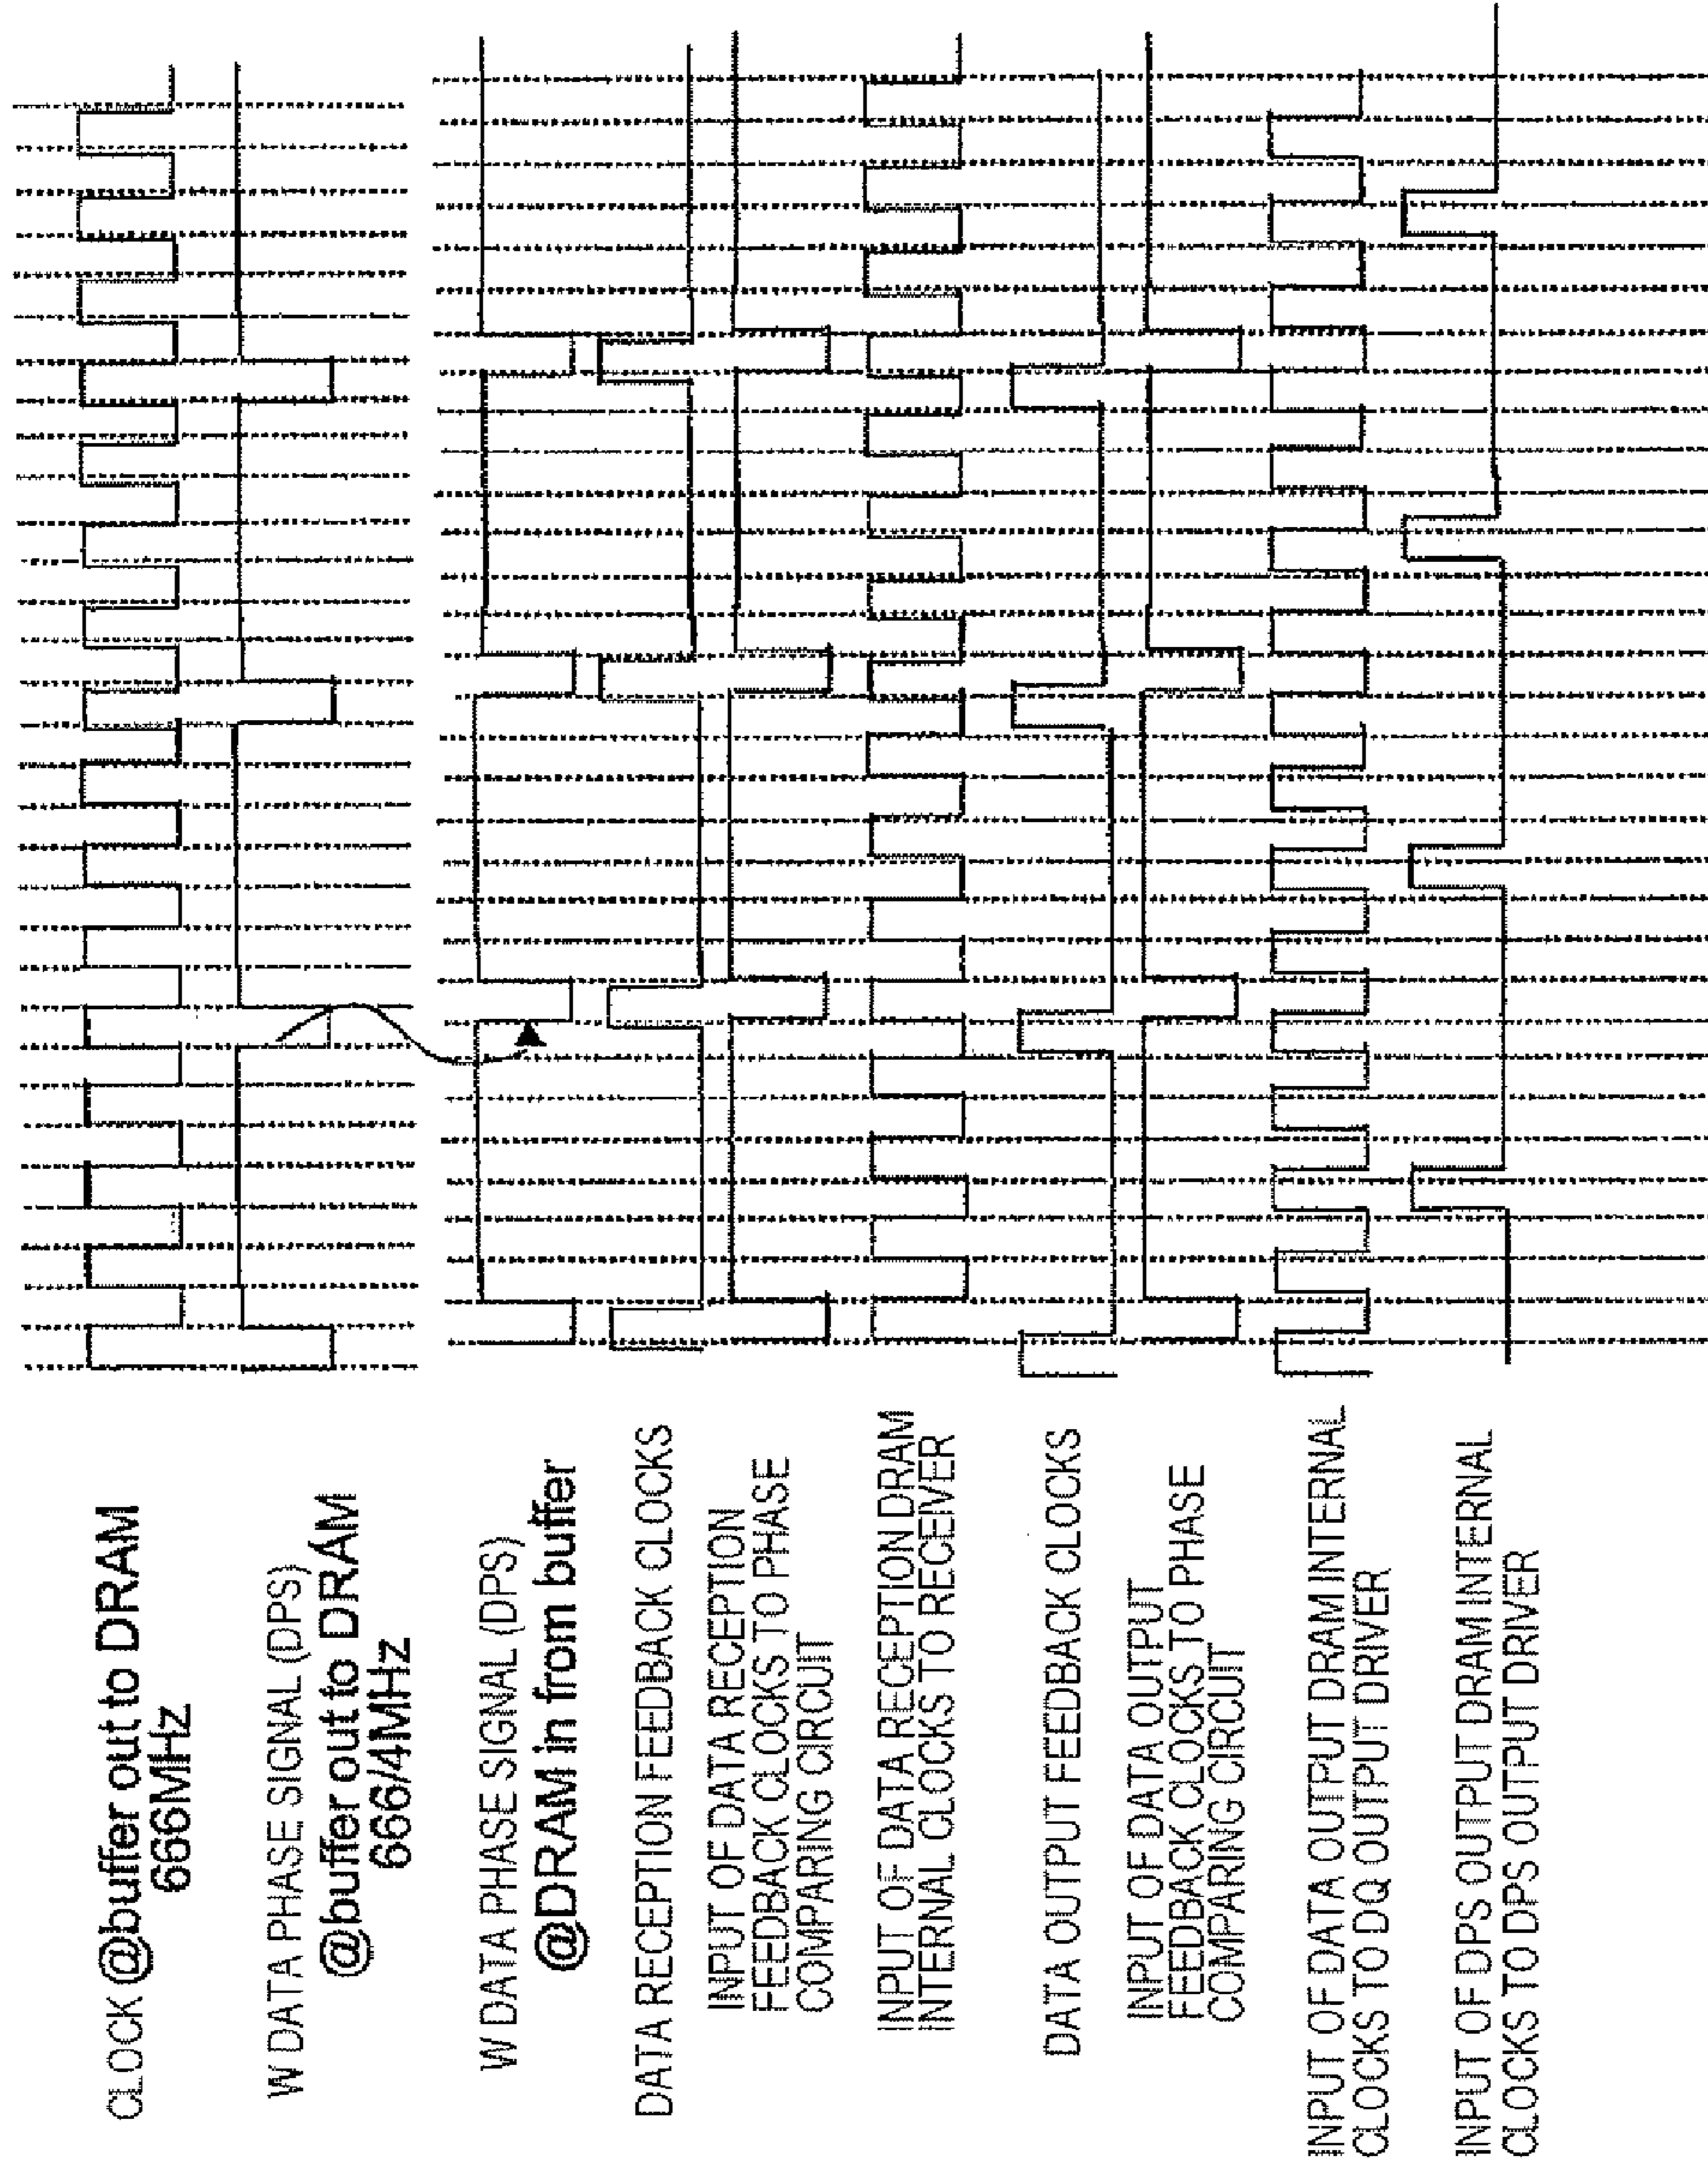 CLOCK @buffer out to DRAM
666MHz
W DATA PHASE SIGNAL (DPS)
@buffer out to DRAM
666/4MHz
W DATA PHASE SIGNAL (DPS)
@DRAM in from buffer
DATA RECEPTION FEEDBACK CLOCKS
INPUT OF DATA RECEPTION
FEEDBACK CLOCKS TO PHASE
COMPARING CIRCUIT
INPUT OF DATA RECEPTION DRAM
INTERNAL CLOCKS TO RECEIVER
DATA OUTPUT FEEDBACK CLOCKS
INPUT OF DATA OUTPUT
FEEDBACK CLOCKS TO PHASE
COMPARING CIRCUIT
INPUT OF DATA OUTPUT DRAM INTERNAL
CLOCKS TO DQ OUTPUT DRIVER
INPUT OF DPS OUTPUT DRAM INTERNAL
CLOCKS TO DPS OUTPUT DRIVER